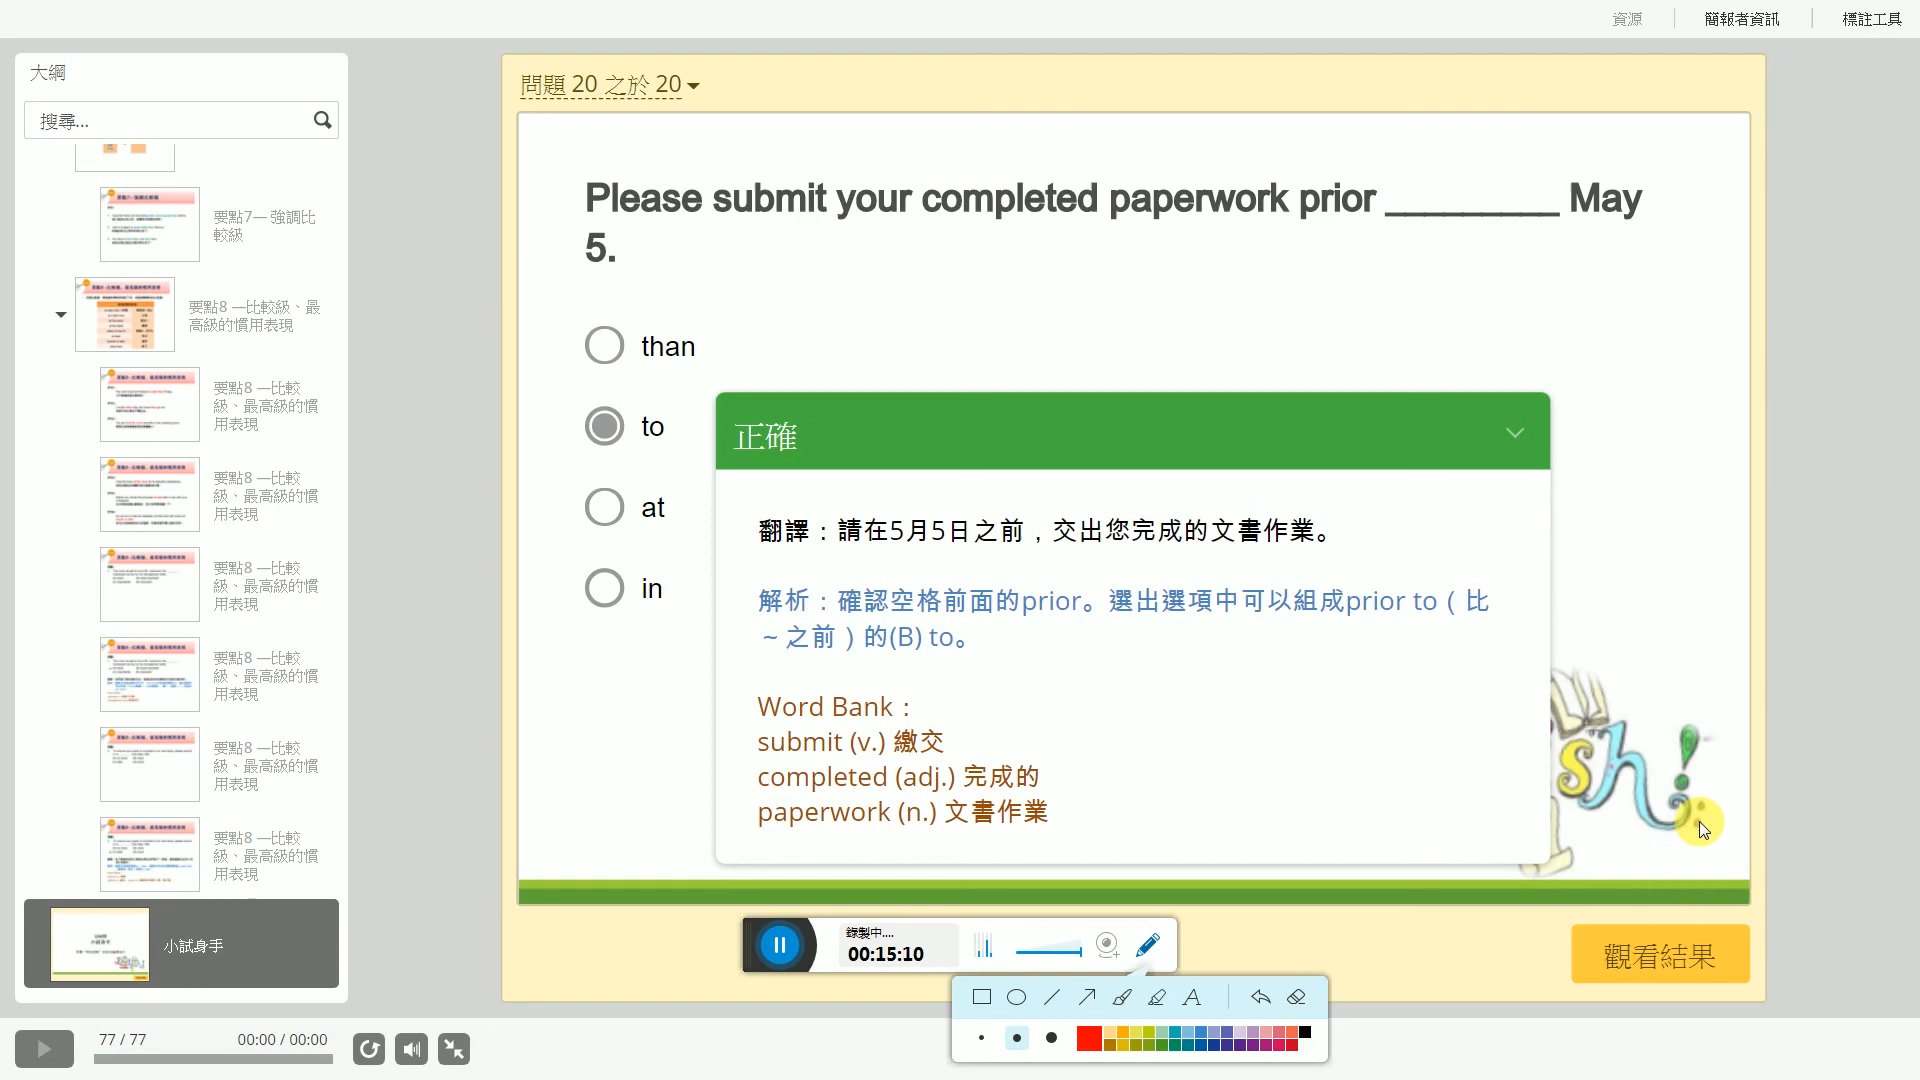 資源
簡報者資訊
標註工具
大綱
搜尋...
要點7— 強調比
較級
要點8 —比較級、最
高級的慣用表現
要點8 —比較
級、最高級的慣
用表現
要點8 —比較
級、最高級的慣
用表現
要點8 —比較
級、最高級的慣
用表現
要點8 —比較
級、最高級的慣
用表現
要點8 —比較
級、最高級的慣
用表現
要點8 —比較
級、最高級的慣
用表現
小試身手
問題 20 之於 20
Please submit your completed paperwork prior _________ May
5.
than
to
at
in
正確
翻譯：請在5月5日之前，交出您完成的文書作業。
解析：確認空格前面的prior。選出選項中可以組成prior to（比
～之前）的(B) to。
Word Bank：
submit (v.) 繳交
completed (adj.) 完成的
paperwork (n.) 文書作業
sh!
錄製中....
00:15:10
觀看結果
77 / 77
00:00 / 00:00